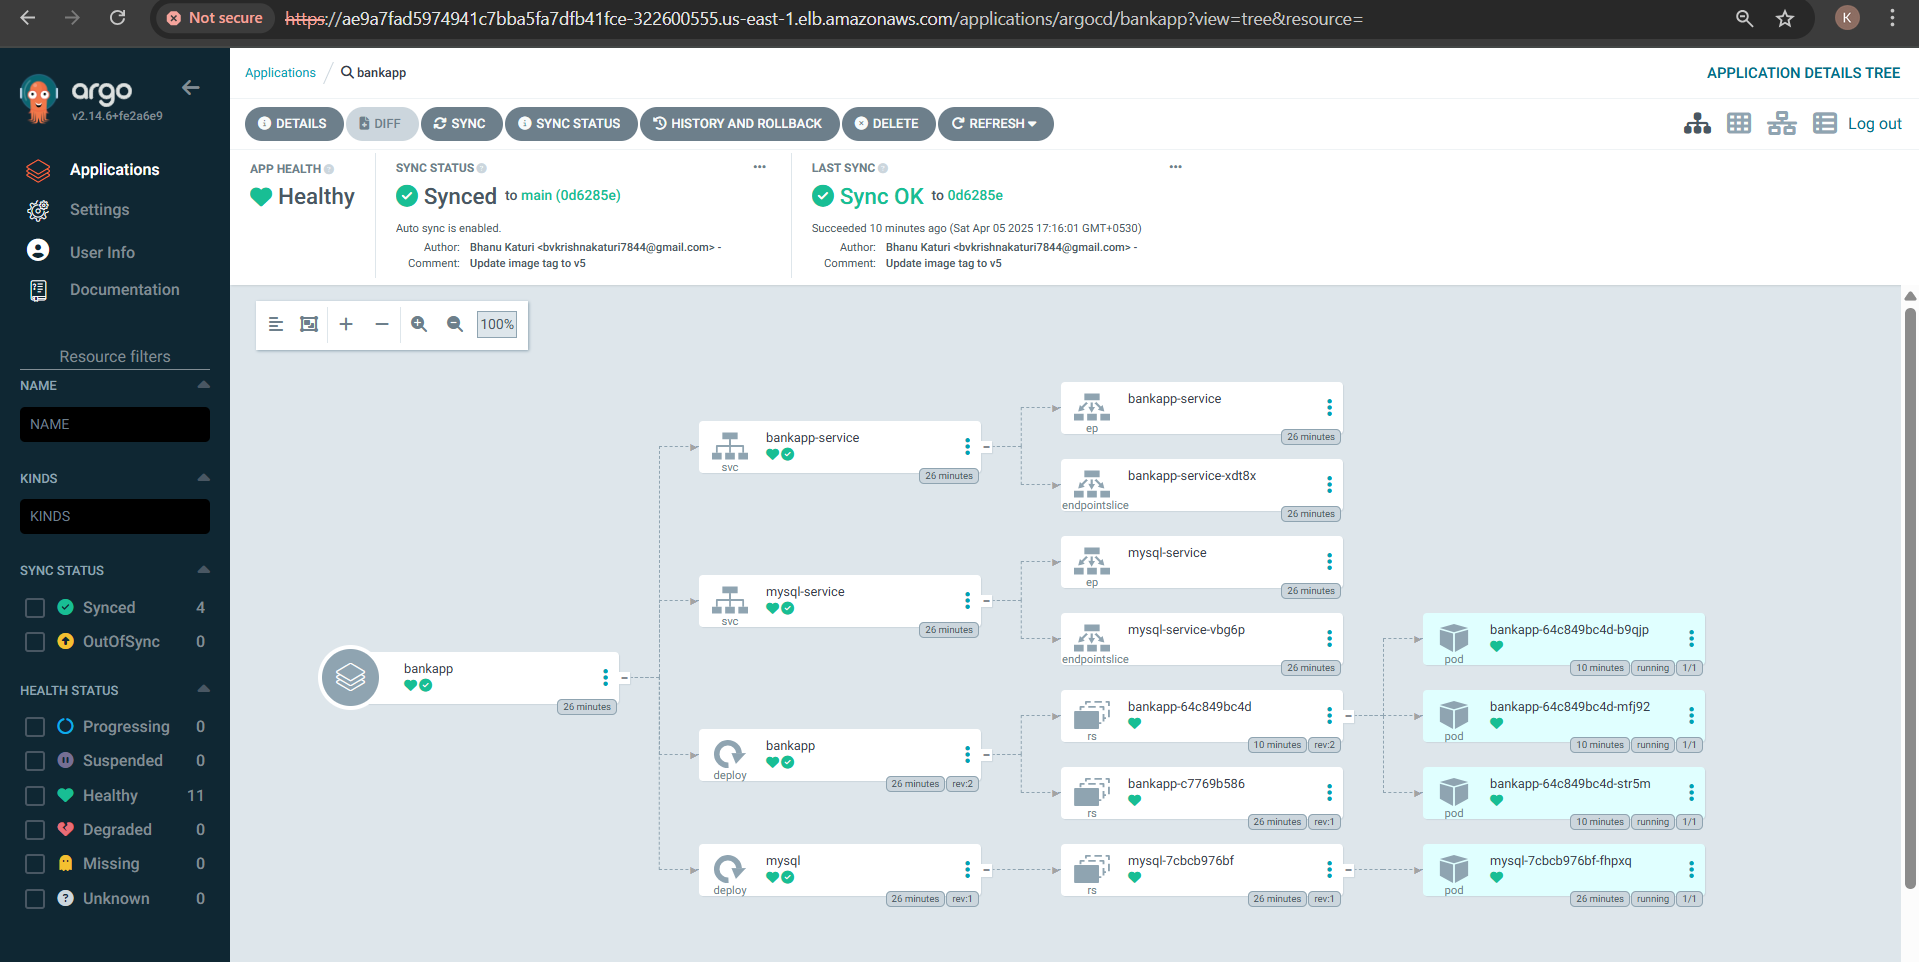 Not secure
https://ae9a7fad5974941c7bba5fa7dfb41fce-322600555.us-east-1.elb.amazonaws.com/applications/argocd/bankapp?view=tree&resource=
K
argo
v2.14.6+fe2a6e9
Applications
Settings
User Info
Documentation
Resource filters
NAME
NAME
KINDS
KINDS
SYNC STATUS
Synced 4
OutOfSync 0
HEALTH STATUS
Progressing 0
Suspended 0
Healthy 11
Degraded 0
Missing 0
Unknown 0
Applications / bankapp
APPLICATION DETAILS TREE
DETAILS DIFF SYNC SYNC STATUS HISTORY AND ROLLBACK DELETE REFRESH
Log out
APP HEALTH
Healthy
SYNC STATUS
Synced to main (0d6285e)
Auto sync is enabled.
Author: Bhanu Katuri <bvkrishnakaturi7844@gmail.com> -
Comment: Update image tag to v5
LAST SYNC
Sync OK to 0d6285e
Succeeded 10 minutes ago (Sat Apr 05 2025 17:16:01 GMT+0530)
Author: Bhanu Katuri <bvkrishnakaturi7844@gmail.com> -
Comment: Update image tag to v5
100%
bankapp
26 minutes
bankapp-service
svc
26 minutes
mysql-service
svc
26 minutes
bankapp
deploy
26 minutes rev:2
mysql
deploy
26 minutes rev:1
bankapp-service
ep
26 minutes
bankapp-service-xdt8x
endpointslice
26 minutes
mysql-service
ep
26 minutes
mysql-service-vbg6p
endpointslice
26 minutes
bankapp-64c849bc4d
rs
10 minutes rev:2
bankapp-c7769b586
rs
26 minutes rev:1
mysql-7cbcb976bf
rs
26 minutes rev:1
bankapp-64c849bc4d-b9qjp
pod
10 minutes running 1/1
bankapp-64c849bc4d-mfj92
pod
10 minutes running 1/1
bankapp-64c849bc4d-str5m
pod
10 minutes running 1/1
mysql-7cbcb976bf-fhpxq
pod
26 minutes running 1/1